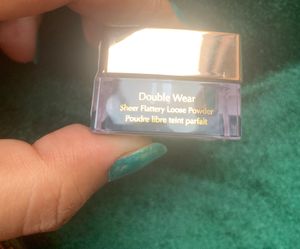 Double Wear
Sheer Flattery Loose Powder
Poudre libre teint parfait